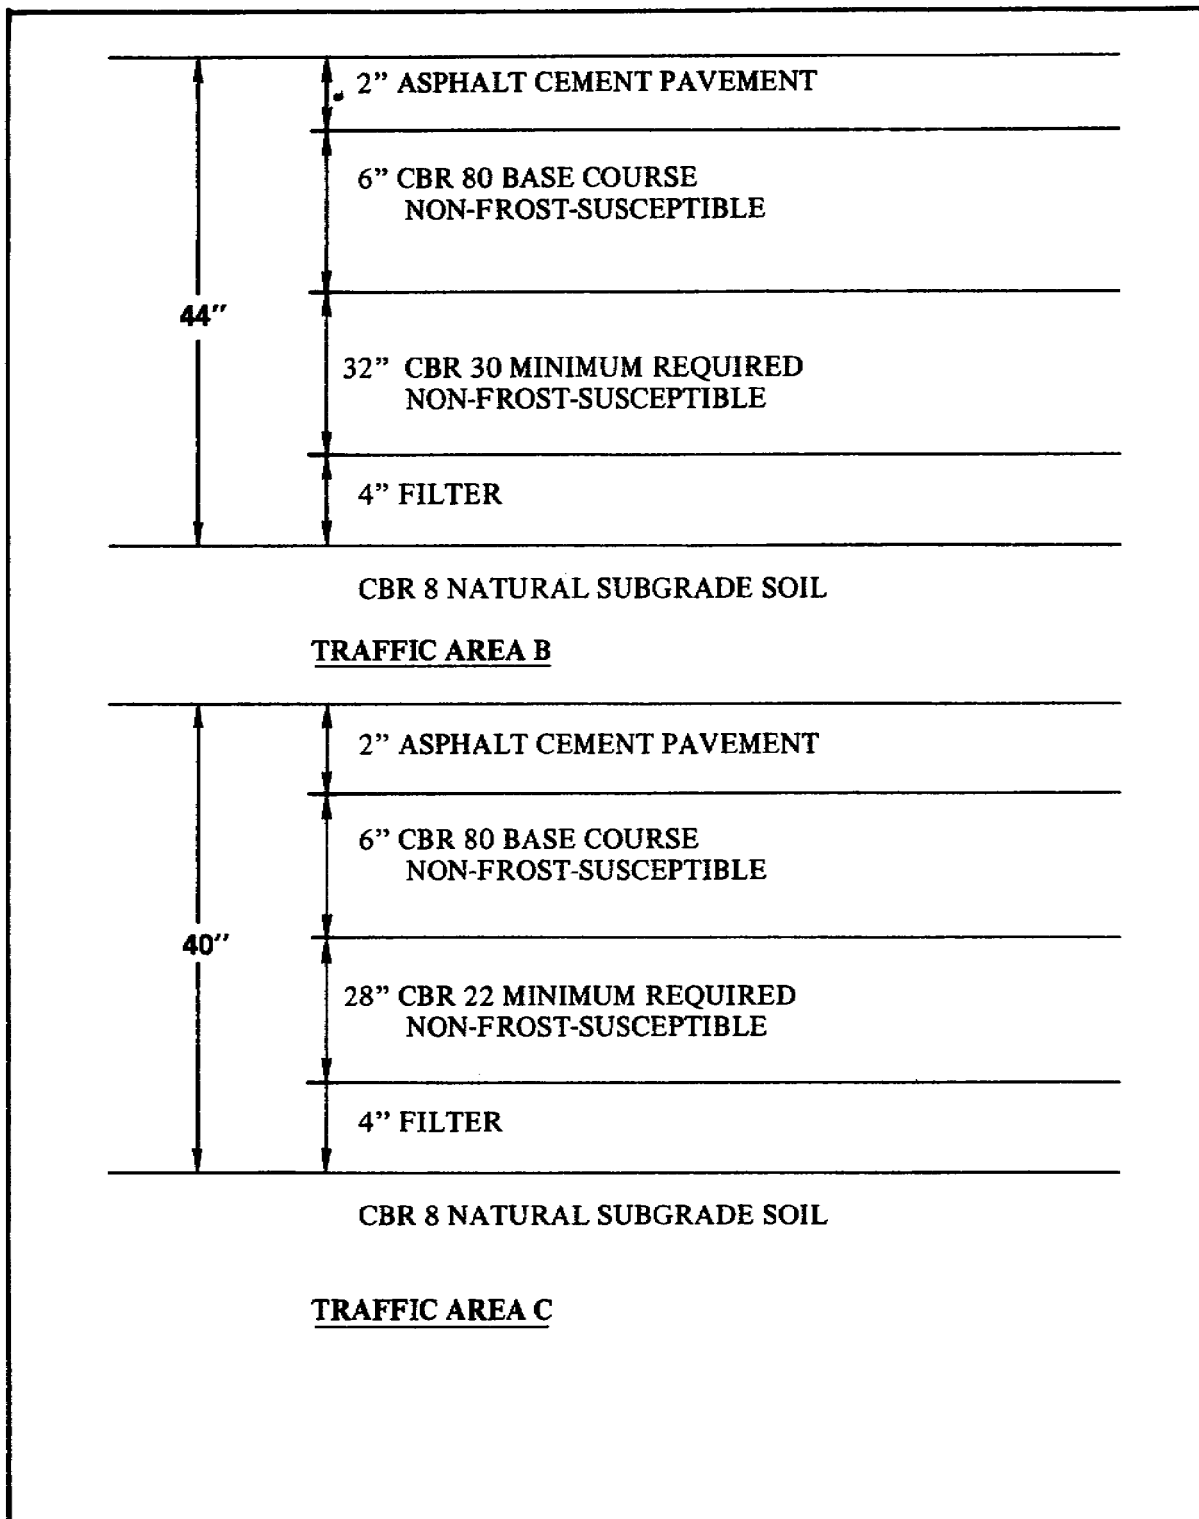 2” ASPHALT CEMENT PAVEMENT
6” CBR 80 BASE COURSE
NON-FROST-SUSCEPTIBLE
44”
32” CBR 30 MINIMUM REQUIRED
NON-FROST-SUSCEPTIBLE
4” FILTER
CBR 8 NATURAL SUBGRADE SOIL
TRAFFIC AREA B
2” ASPHALT CEMENT PAVEMENT
6” CBR 80 BASE COURSE
NON-FROST-SUSCEPTIBLE
40”
28” CBR 22 MINIMUM REQUIRED
NON-FROST-SUSCEPTIBLE
4” FILTER
CBR 8 NATURAL SUBGRADE SOIL
TRAFFIC AREA C